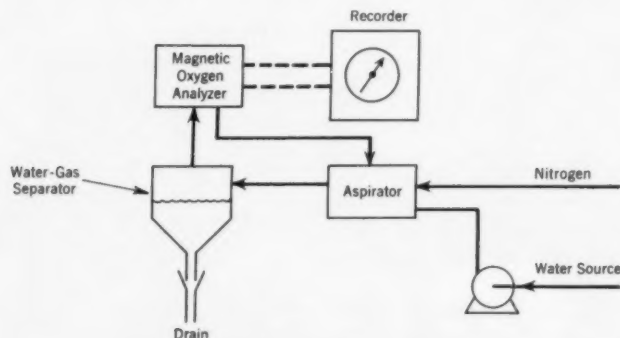 Recorder
Magnetic
Oxygen
Analyzer
Water-Gas
Separator
Aspirator
Nitrogen
Water Source
Drain